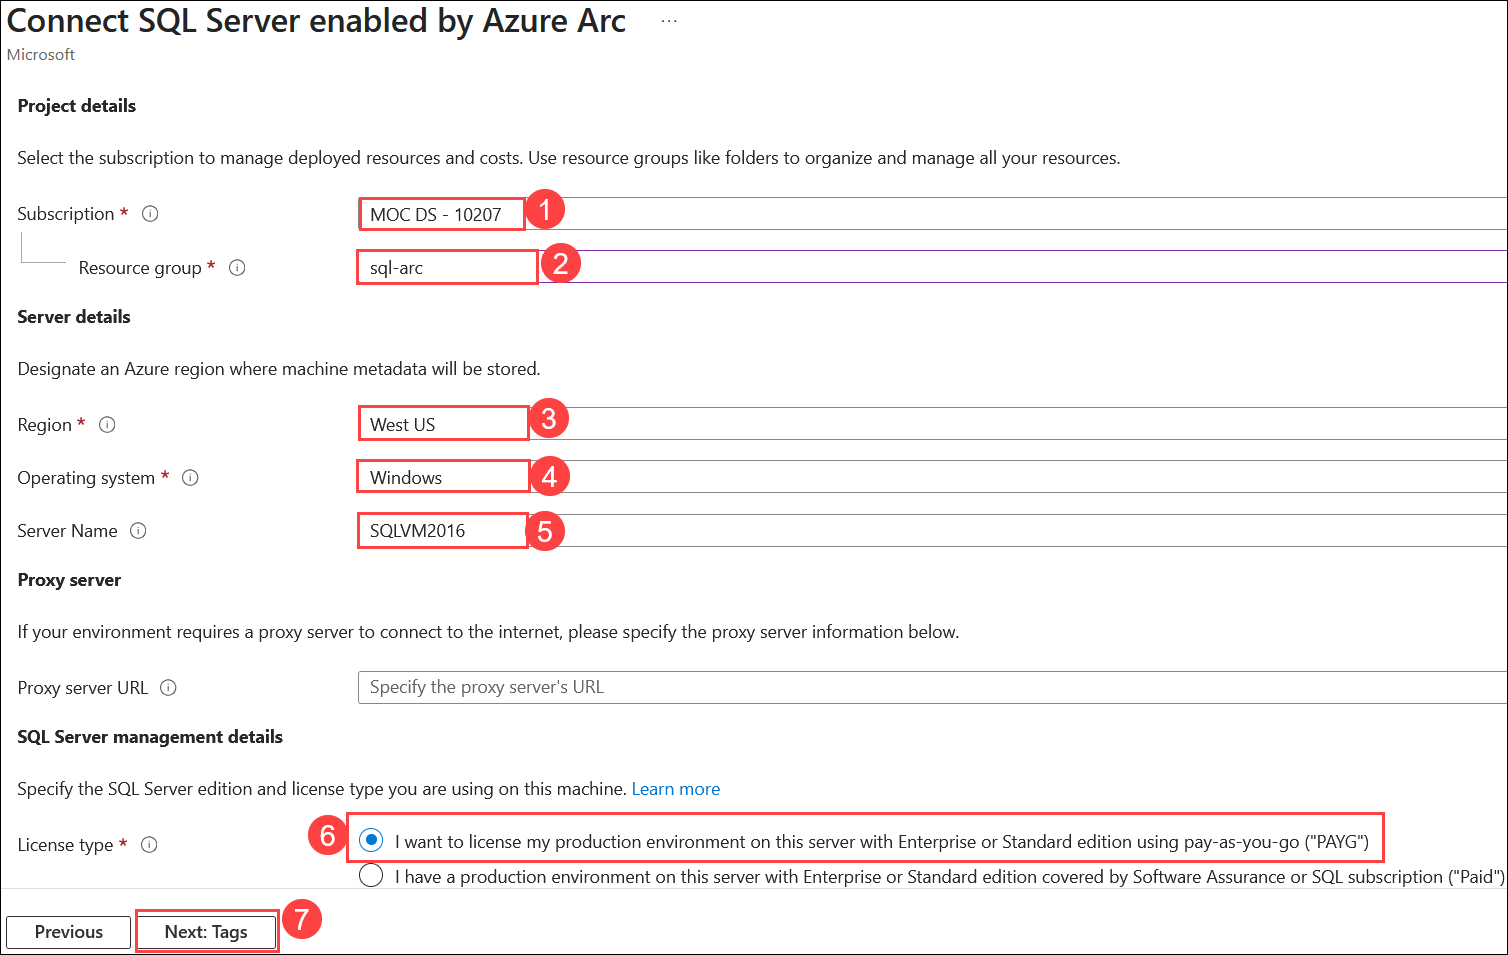 Connect SQL Server enabled by Azure Arc ...
Microsoft
Project details
Select the subscription to manage deployed resources and costs. Use resource groups like folders to organize and manage all your resources.
Subscription * MOC DS - 10207 1
Resource group * sql-arc 2
Server details
Designate an Azure region where machine metadata will be stored.
Region * West US 3
Operating system * Windows 4
Server Name SQLVM2016 5
Proxy server
If your environment requires a proxy server to connect to the internet, please specify the proxy server information below.
Proxy server URL Specify the proxy server's URL
SQL Server management details
Specify the SQL Server edition and license type you are using on this machine. Learn more
License type * 6 I want to license my production environment on this server with Enterprise or Standard edition using pay-as-you-go ("PAYG")
I have a production environment on this server with Enterprise or Standard edition covered by Software Assurance or SQL subscription ("Paid")
Previous Next: Tags 7